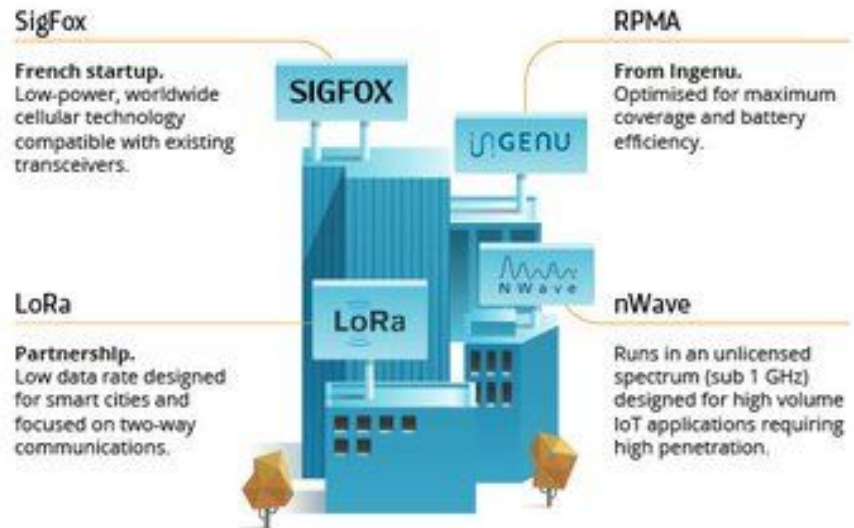 SigFox
French startup.
Low-power, worldwide
cellular technology
compatible with existing
transceivers.
SIGFOX
RPMA
From Ingenu.
Optimised for maximum
coverage and battery
efficiency.
inGENU
LoRa
Partnership.
Low data rate designed
for smart cities and
focused on two-way
communications.
LoRa
NWave
nWave
Runs in an unlicensed
spectrum (sub 1 GHz)
designed for high volume
IoT applications requiring
high penetration.